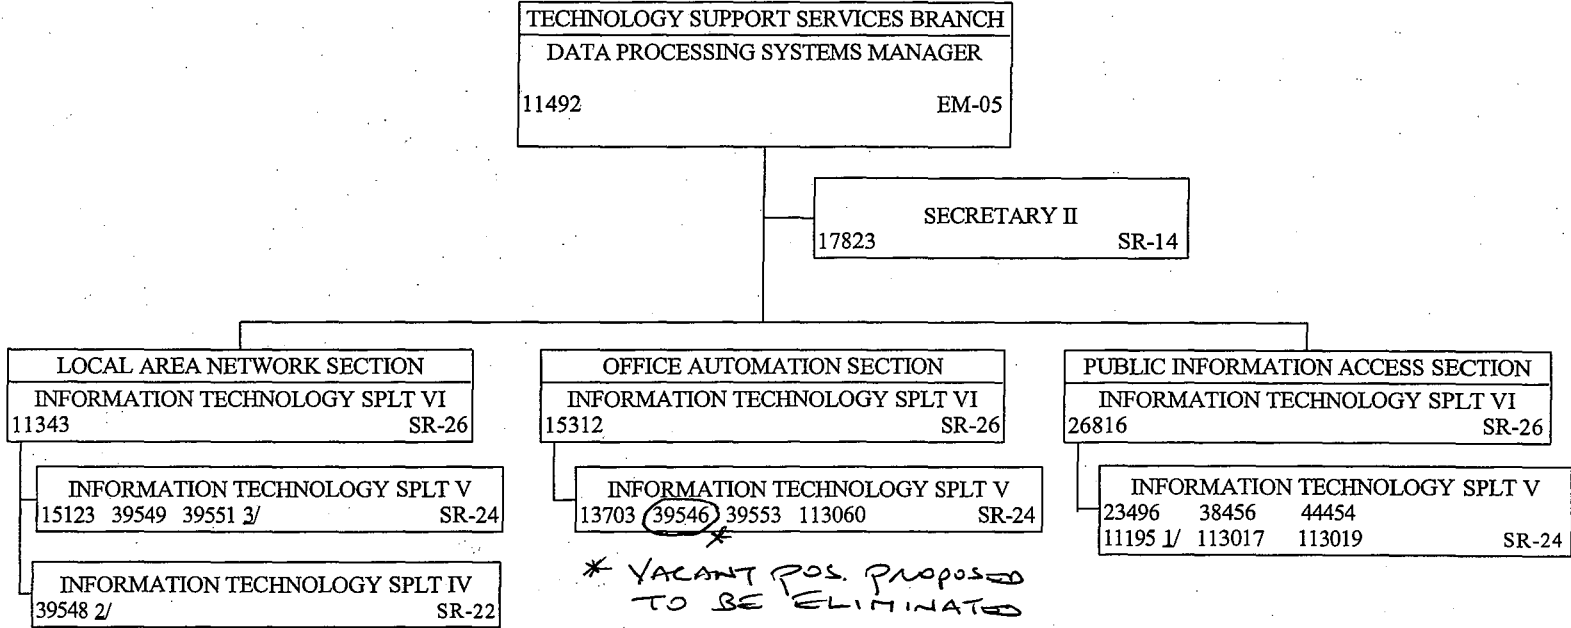 TECHNOLOGY SUPPORT SERVICES BRANCH
DATA PROCESSING SYSTEMS MANAGER
11492 EM-05
SECRETARY II
17823 SR-14
LOCAL AREA NETWORK SECTION
INFORMATION TECHNOLOGY SPLT VI
11343 SR-26
INFORMATION TECHNOLOGY SPLT V
15123 39549 39551 3/ SR-24
INFORMATION TECHNOLOGY SPLT IV
39548 2/ SR-22
OFFICE AUTOMATION SECTION
INFORMATION TECHNOLOGY SPLT VI
15312 SR-26
INFORMATION TECHNOLOGY SPLT V
13703 39546 39553 113060 SR-24
*
* VACANT POS. PROPOSED
TO BE ELIMINATED
PUBLIC INFORMATION ACCESS SECTION
INFORMATION TECHNOLOGY SPLT VI
26816 SR-26
INFORMATION TECHNOLOGY SPLT V
23496 38456 44454
11195 1/ 113017 113019 SR-24